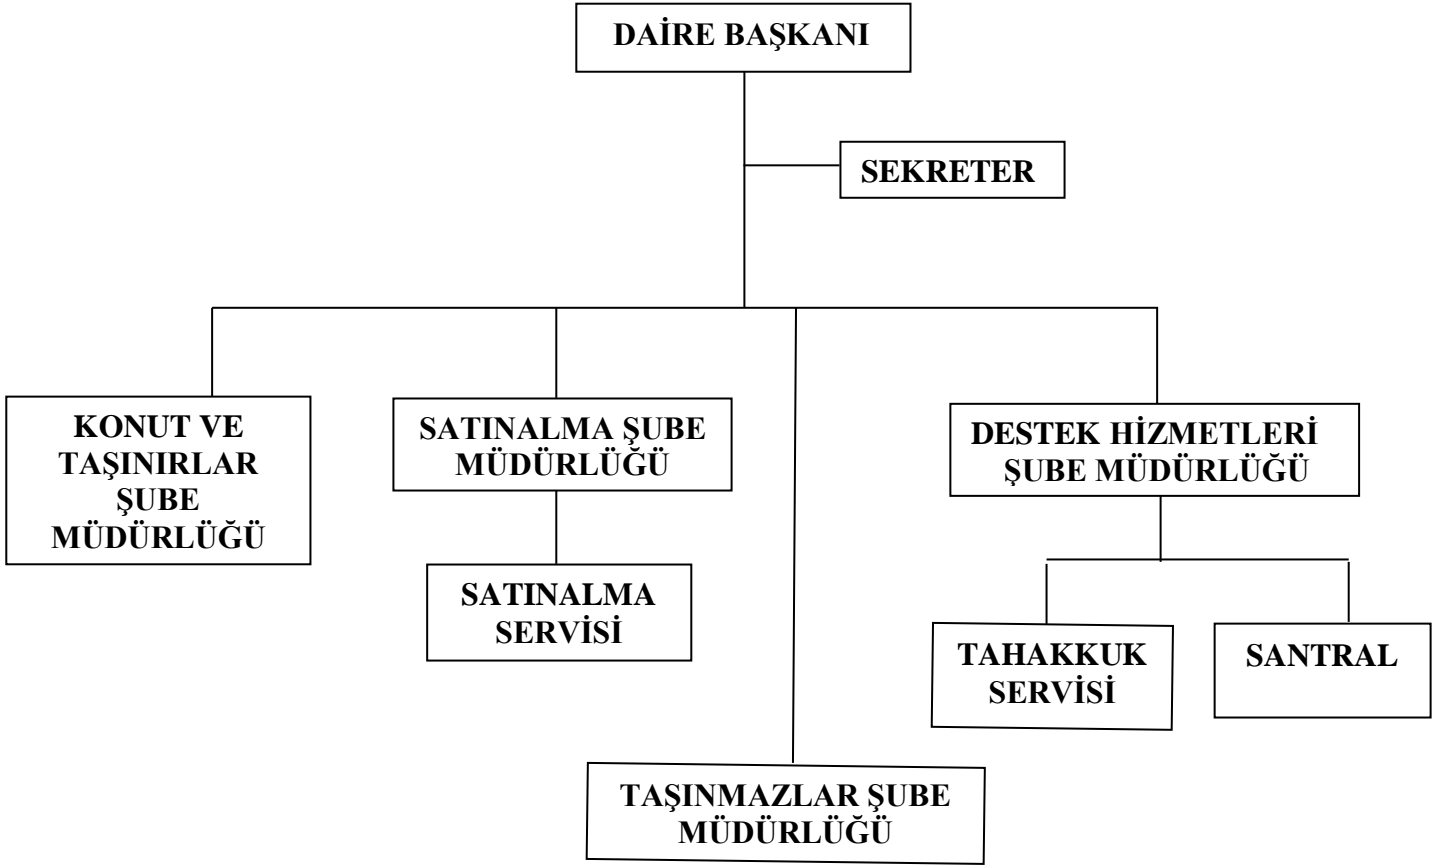 DAİRE BAŞKANI
SEKRETER
KONUT VE
TAŞINIRLAR
ŞUBE
MÜDÜRLÜĞÜ
SATINALMA ŞUBE
MÜDÜRLÜĞÜ
DESTEK HİZMETLERİ
ŞUBE MÜDÜRLÜĞÜ
SATINALMA
SERVİSİ
TAHAKKUK
SERVİSİ
SANTRAL
TAŞINMAZLAR ŞUBE
MÜDÜRLÜĞÜ